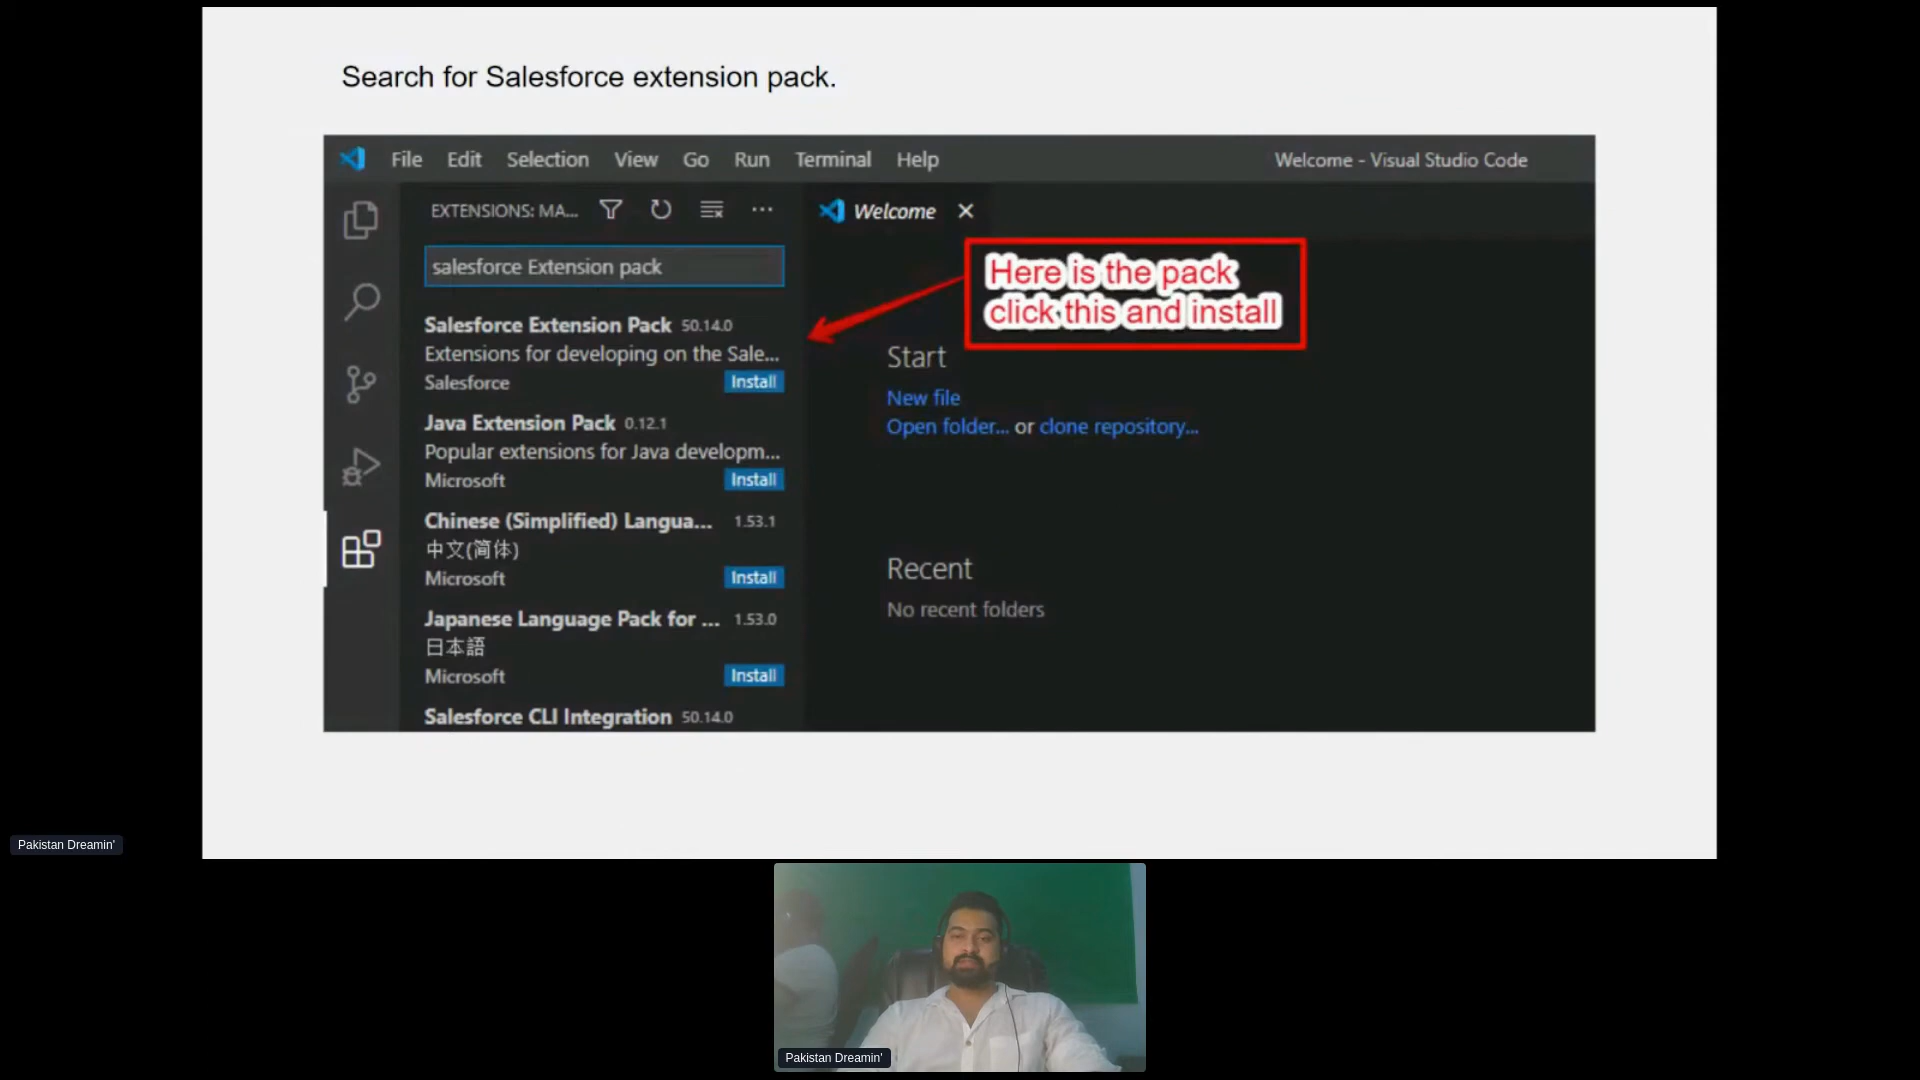 Search for Salesforce extension pack.
File Edit Selection View Go Run Terminal Help Welcome - Visual Studio Code
EXTENSIONS: MA... ···
Welcome ×
salesforce Extension pack
Here is the pack
click this and install
Salesforce Extension Pack 50.14.0
Extensions for developing on the Sale...
Salesforce Install
Java Extension Pack 0.12.1
Popular extensions for Java developm...
Microsoft Install
Chinese (Simplified) Langua... 1.53.1
中文(简体)
Microsoft Install
Japanese Language Pack for ... 1.53.0
日本語
Microsoft Install
Salesforce CLI Integration 50.14.0
Start
New file
Open folder... or clone repository...
Recent
No recent folders
Pakistan Dreamin'
Pakistan Dreamin'